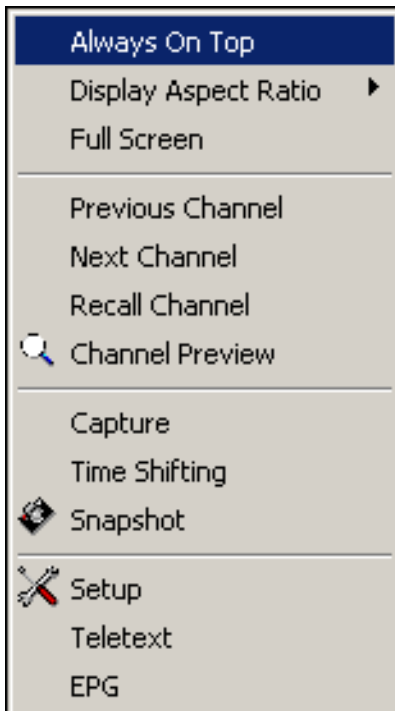 Always On Top
Display Aspect Ratio
Full Screen
Previous Channel
Next Channel
Recall Channel
Channel Preview
Capture
Time Shifting
Snapshot
Setup
Teletext
EPG